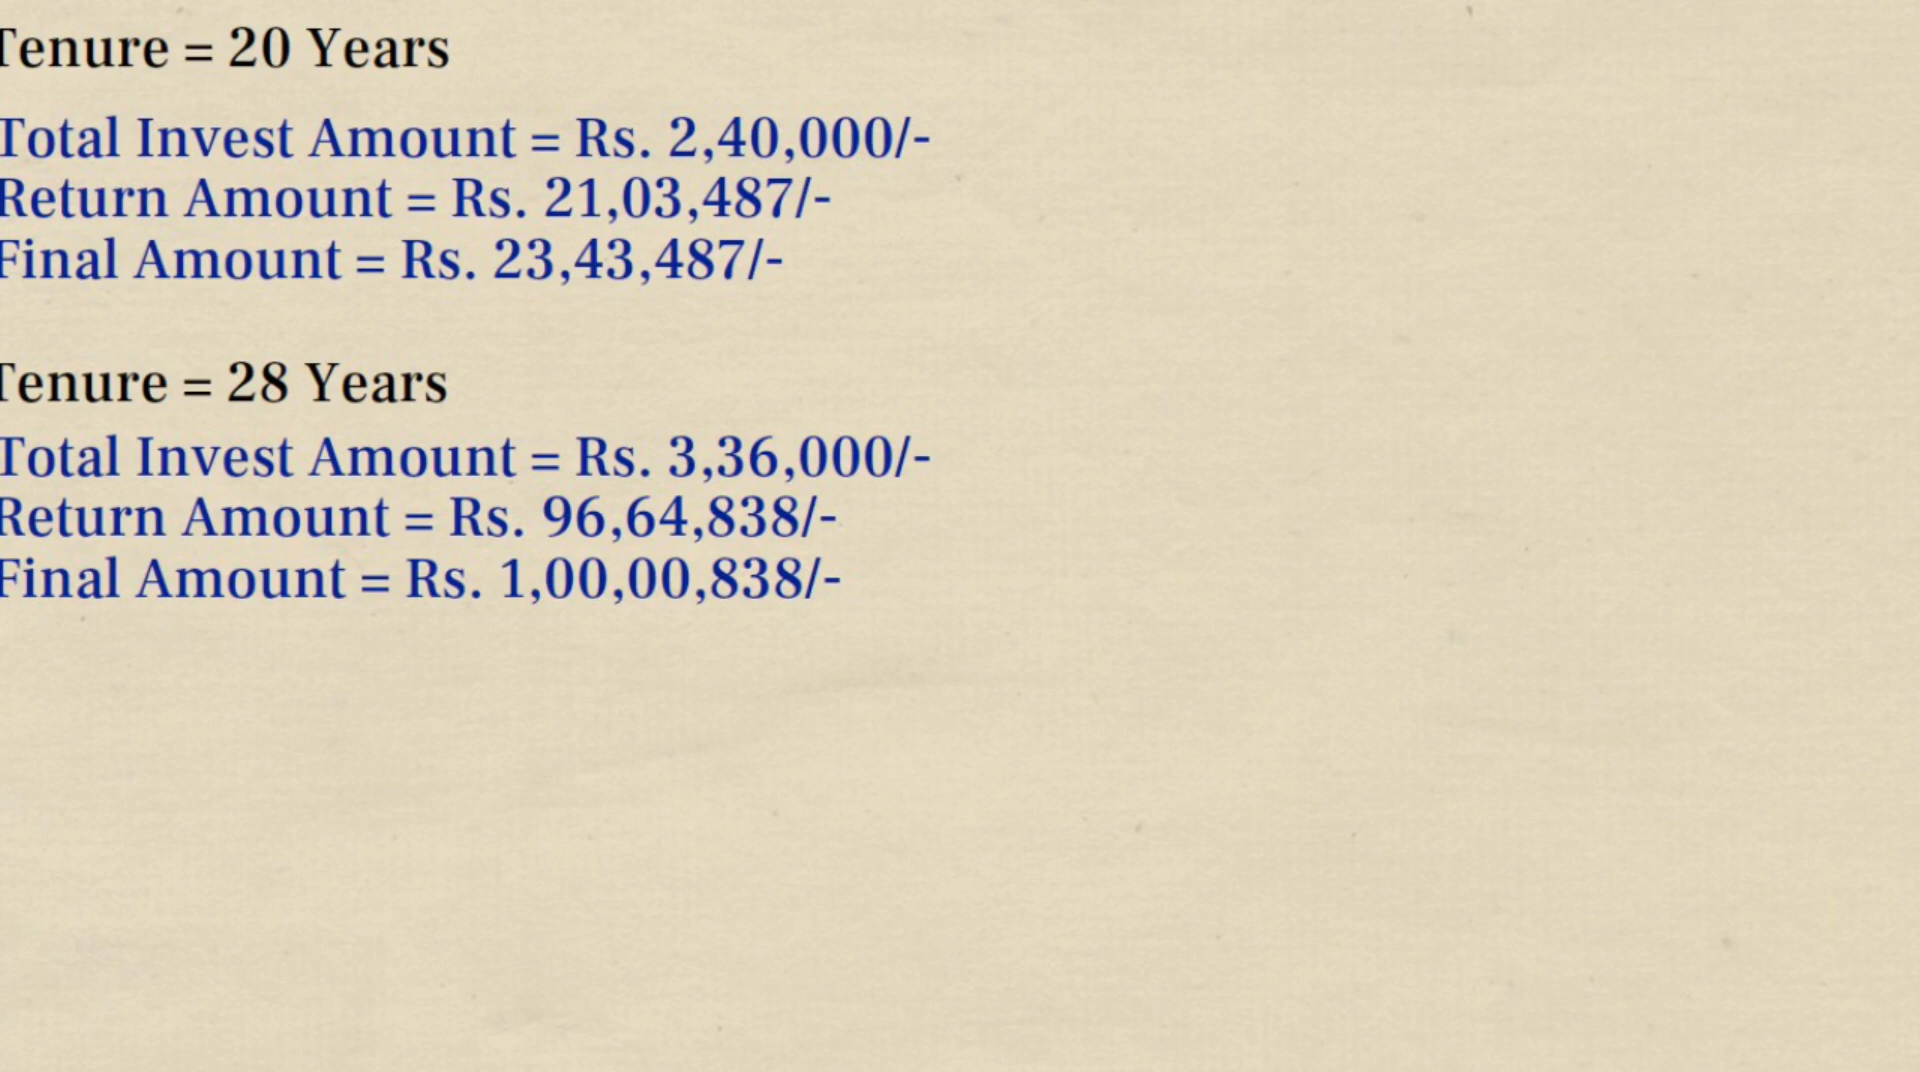 Tenure = 20 Years
Total Invest Amount = Rs. 2,40,000/-
Return Amount = Rs. 21,03,487/-
Final Amount = Rs. 23,43,487/-
Tenure = 28 Years
Total Invest Amount = Rs. 3,36,000/-
Return Amount = Rs. 96,64,838/-
Final Amount = Rs. 1,00,00,838/-